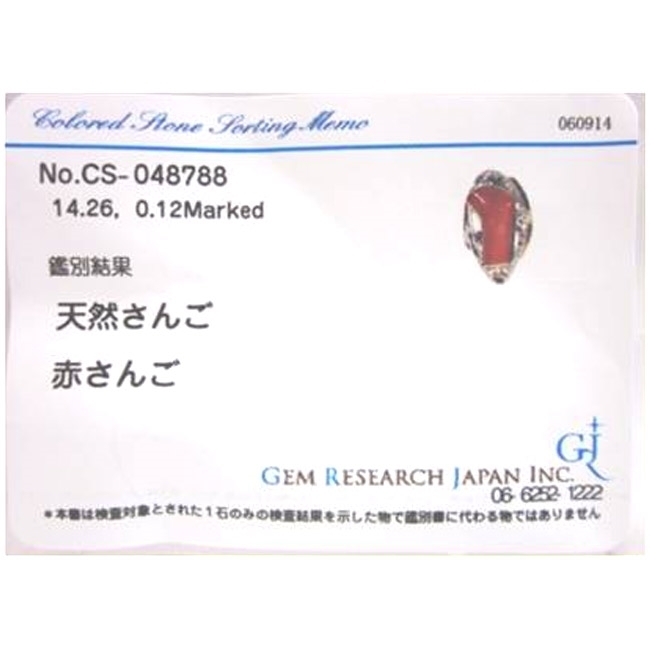 Colored Stone Sorting Memo
060914
No.CS-048788
14.26, 0.12Marked
鑑別結果
天然さんご
赤さんご
GJR
GEM RESEARCH JAPAN INC.
06-6252-1222
*本書は検査対象とされた1石のみの検査結果を示した物で鑑別書に代わる物ではありません